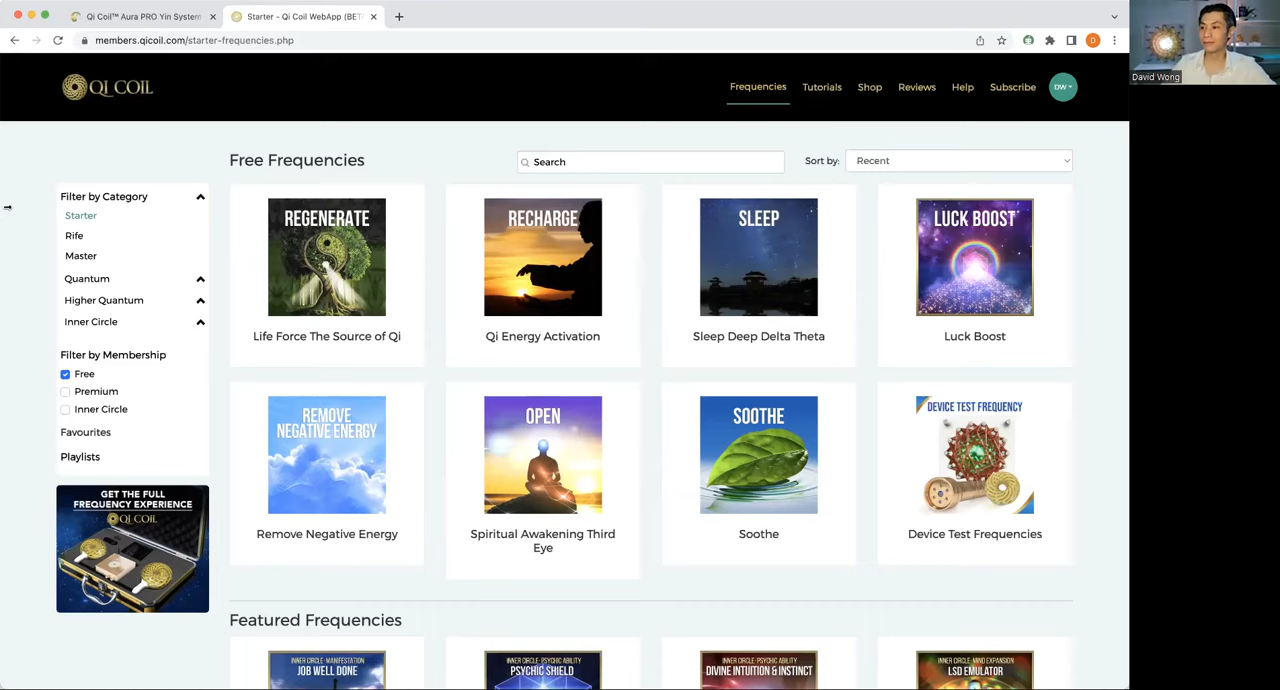 Qi Coil™ Aura PRO Yin System
Starter - Qi Coil WebApp (BET
members.qicoil.com/starter-frequencies.php
D
David Wong
QI COIL
Frequencies
Tutorials
Shop
Reviews
Help
Subscribe
DW
Free Frequencies
Search
Sort by:
Recent
Filter by Category
Starter
Rife
Master
Quantum
Higher Quantum
Inner Circle
Filter by Membership
Free
Premium
Inner Circle
Favourites
Playlists
GET THE FULL
FREQUENCY EXPERIENCE
QI COIL
REGENERATE
Life Force The Source of Qi
RECHARGE
Qi Energy Activation
SLEEP
Sleep Deep Delta Theta
LUCK BOOST
Luck Boost
REMOVE
NEGATIVE ENERGY
Remove Negative Energy
OPEN
Spiritual Awakening Third
Eye
SOOTHE
Soothe
DEVICE TEST FREQUENCY
Device Test Frequencies
Featured Frequencies
INNER CIRCLE-MANIFESTATION
JOB WELL DONE
INNER CIRCLE-PSYCHIC ABILITY
PSYCHIC SHIELD
INNER CIRCLE-PSYCHIC ABILITY
DIVINE INTUITION & INSTINCT
INNER CIRCLE-MIND EXPANSION
LSD EMULATOR